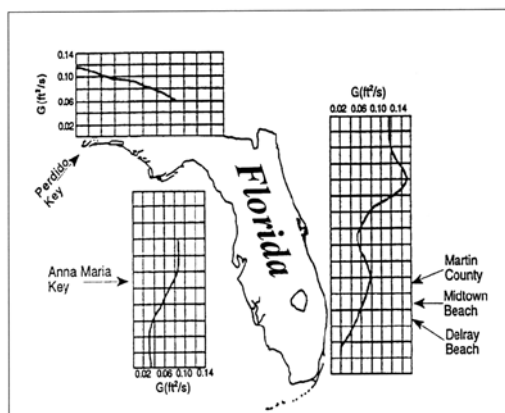 0.14
0.10
0.06
0.02
G(ft²/s)
G(ft²/s)
0.02 0.06 0.10 0.14
Perdido
Key
Florida
Anna Maria
Key
Martin
County
Midtown
Beach
Delray
Beach
0.02 0.06 0.10 0.14
G(ft²/s)